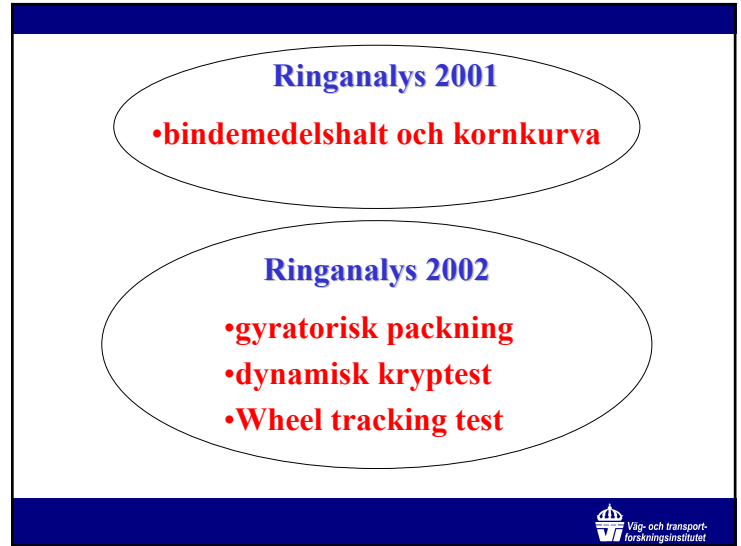 Ringanalys 2001
•bindemedelshalt och kornkurva
Ringanalys 2002
•gyratorisk packning
•dynamisk kryptest
•Wheel tracking test
Väg- och transport-
forskningsinstitutet